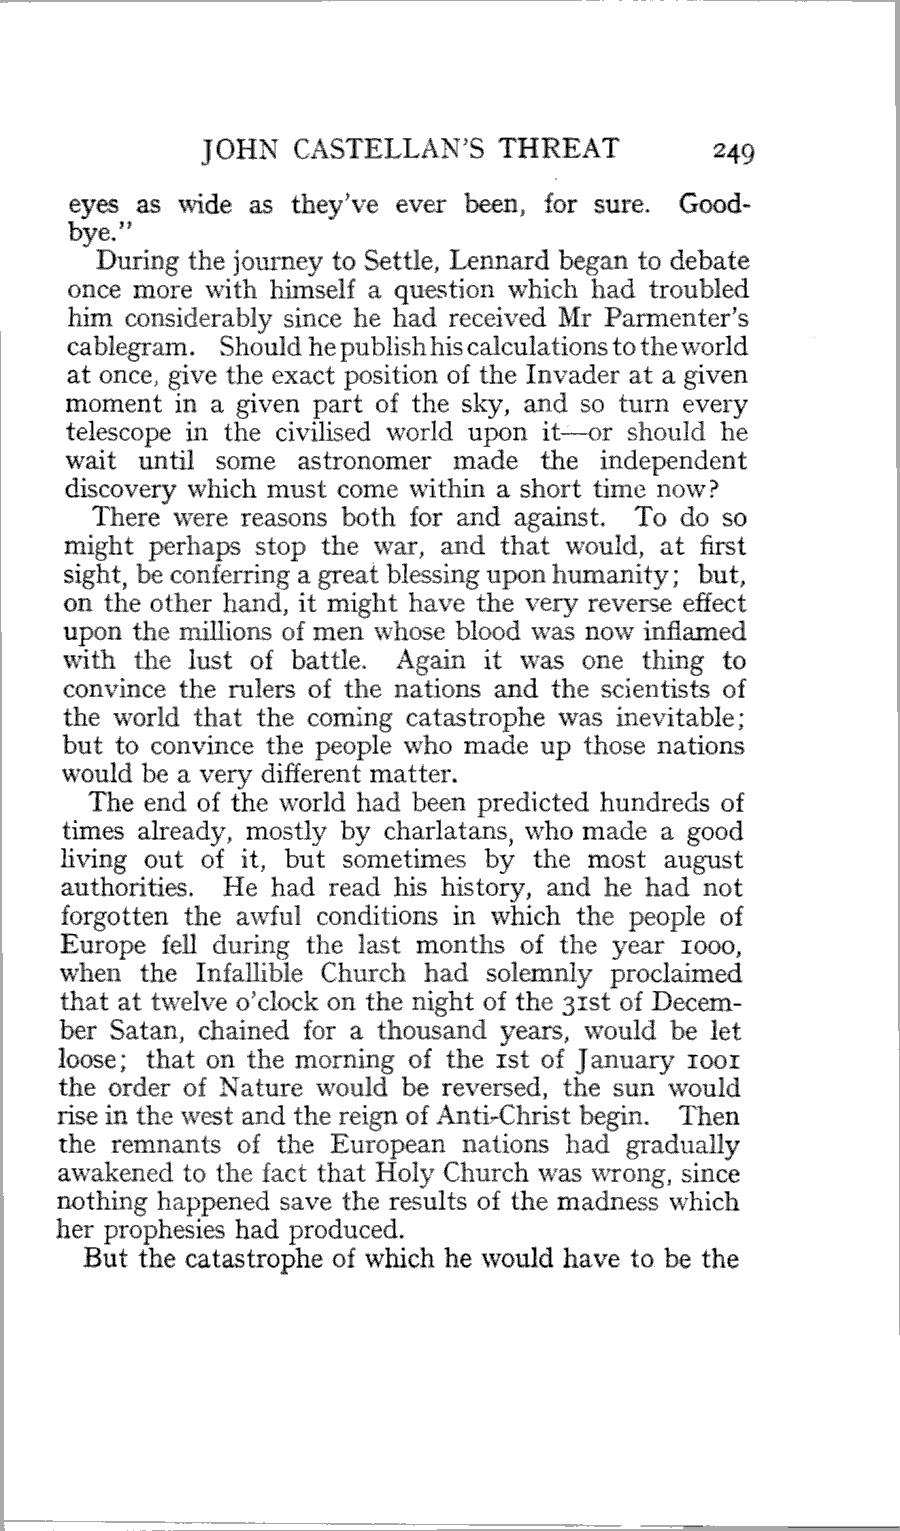 JOHN CASTELLAN'S THREAT 249
eyes as wide as they've ever been, for sure. Good-
bye."
During the journey to Settle, Lennard began to debate
once more with himself a question which had troubled
him considerably since he had received Mr Parmenter's
cablegram. Should he publish his calculations to the world
at once, give the exact position of the Invader at a given
moment in a given part of the sky, and so turn every
telescope in the civilised world upon it—or should he
wait until some astronomer made the independent
discovery which must come within a short time now?
There were reasons both for and against. To do so
might perhaps stop the war, and that would, at first
sight, be conferring a great blessing upon humanity; but,
on the other hand, it might have the very reverse effect
upon the millions of men whose blood was now inflamed
with the lust of battle. Again it was one thing to
convince the rulers of the nations and the scientists of
the world that the coming catastrophe was inevitable;
but to convince the people who made up those nations
would be a very different matter.
The end of the world had been predicted hundreds of
times already, mostly by charlatans, who made a good
living out of it, but sometimes by the most august
authorities. He had read his history, and he had not
forgotten the awful conditions in which the people of
Europe fell during the last months of the year 1000,
when the Infallible Church had solemnly proclaimed
that at twelve o'clock on the night of the 31st of Decem-
ber Satan, chained for a thousand years, would be let
loose; that on the morning of the 1st of January 1001
the order of Nature would be reversed, the sun would
rise in the west and the reign of Anti-Christ begin. Then
the remnants of the European nations had gradually
awakened to the fact that Holy Church was wrong, since
nothing happened save the results of the madness which
her prophesies had produced.
But the catastrophe of which he would have to be the